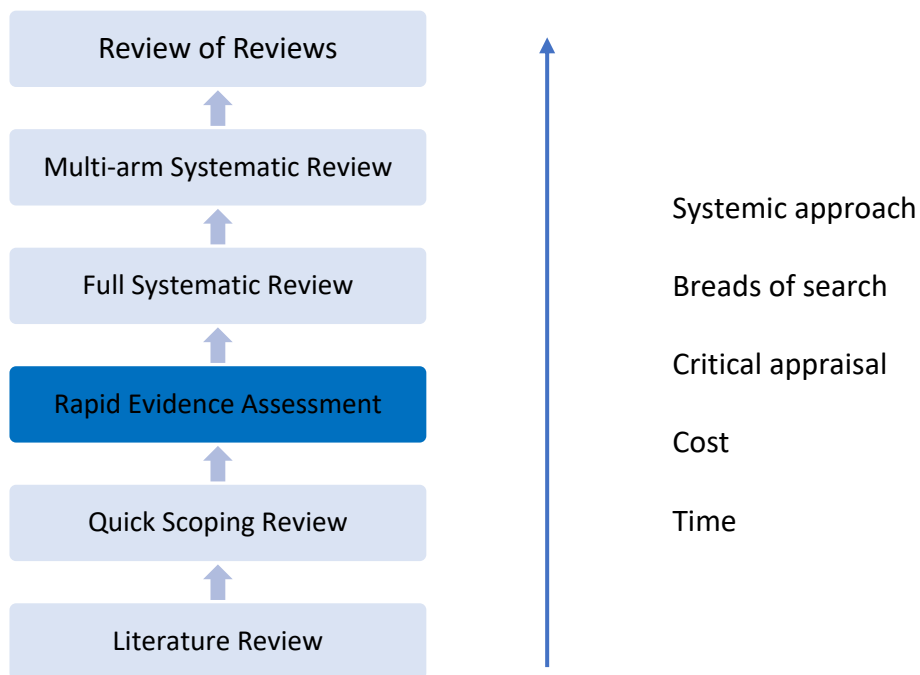 Review of Reviews
Multi-arm Systematic Review
Full Systematic Review
Rapid Evidence Assessment
Quick Scoping Review
Literature Review
Systemic approach
Breads of search
Critical appraisal
Cost
Time